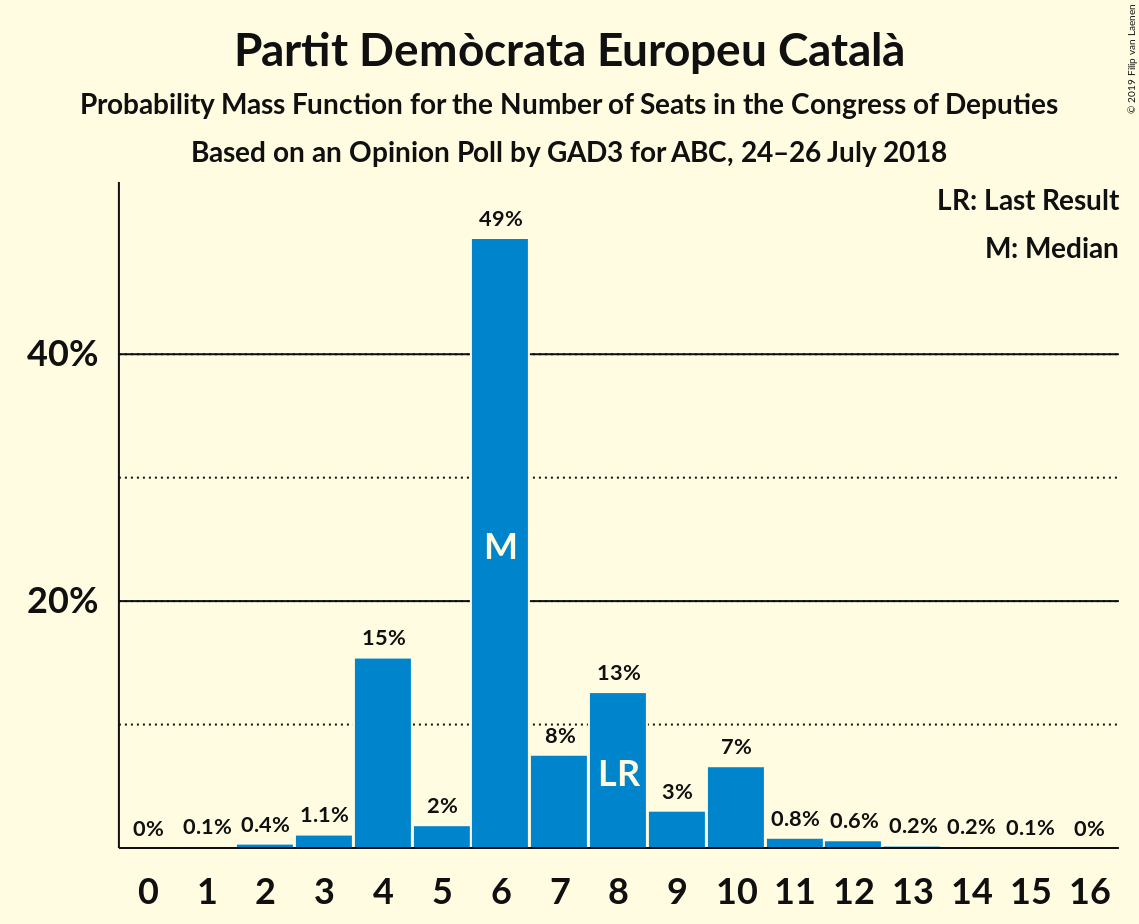 Partit Demòcrata Europeu Català
Probability Mass Function for the Number of Seats in the Congress of Deputies
Based on an Opinion Poll by GAD3 for ABC, 24–26 July 2018
© 2019 Filip van Laenen
LR: Last Result
M: Median
40%
20%
0% 0.1% 0.4% 1.1% 15% 2% 49% 8% 13% 3% 7% 0.8% 0.6% 0.2% 0.2% 0.1% 0%
M
LR
0 1 2 3 4 5 6 7 8 9 10 11 12 13 14 15 16